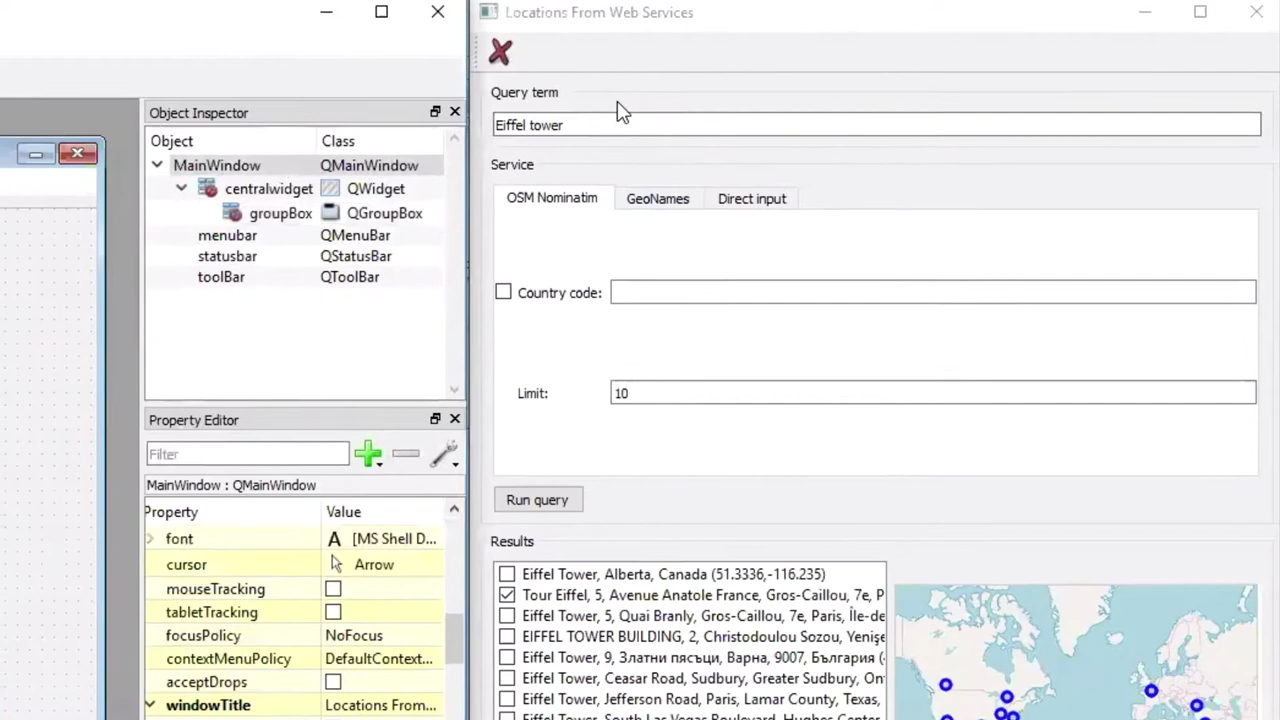 Locations From Web Services
Object Inspector
Object Class
MainWindow QMainWindow
centralwidget QWidget
groupBox QGroupBox
menubar QMenuBar
statusbar QStatusBar
toolBar QToolBar
Property Editor
Filter
MainWindow : QMainWindow
Property Value
font A [MS Shell D...
cursor Arrow
mouseTracking
tabletTracking
focusPolicy NoFocus
contextMenuPolicy DefaultContext...
acceptDrops
windowTitle Locations From...
Query term
Eiffel tower
Service
OSM Nominatim GeoNames Direct input
Country code:
Limit: 10
Run query
Results
Eiffel Tower, Alberta, Canada (51.3336,-116.235)
Tour Eiffel, 5, Avenue Anatole France, Gros-Caillou, 7e, P
Eiffel Tower, 5, Quai Branly, Gros-Caillou, 7e, Paris, Île-de-
EIFFEL TOWER BUILDING, 2, Christodoulou Sozou, Yenişe
Eiffel Tower, 9, Златни пясъци, Варна, 9007, България (
Eiffel Tower, Ceasar Road, Sudbury, Greater Sudbury, Ont
Eiffel Tower, Jefferson Road, Paris, Lamar County, Texas,
Eiffel Tower, South Las Vegas Boulevard, Hughes Center